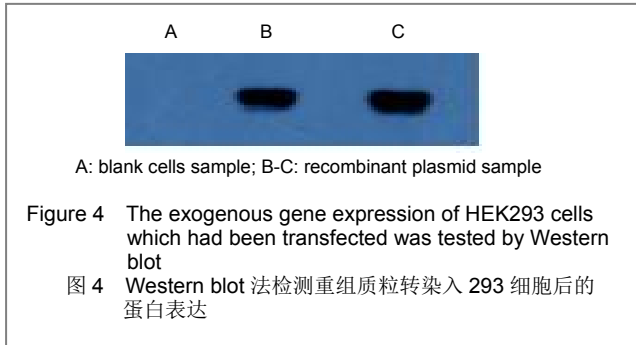 A B C
A: blank cells sample; B-C: recombinant plasmid sample
Figure 4 The exogenous gene expression of HEK293 cells
which had been transfected was tested by Western
blot
图 4 Western blot 法检测重组质粒转染入 293 细胞后的
蛋白表达